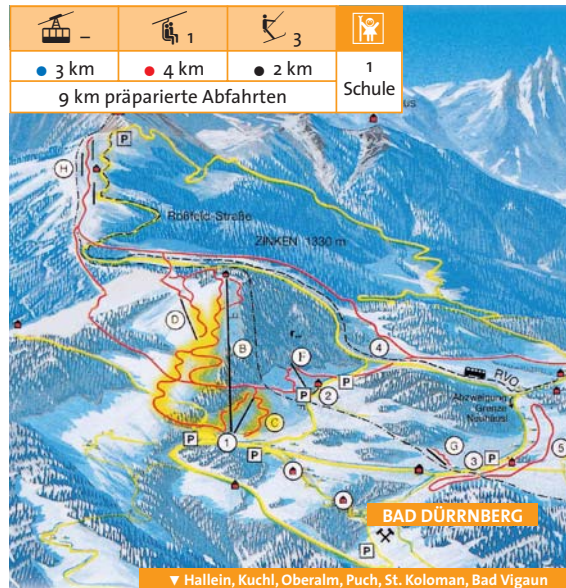 –
1
3
3 km
4 km
2 km
1
Schule
9 km präparierte Abfahrten
P
H
Roßfeld-Straße
ZINKEN 1330 m
D
B
F
4
P
RVO
P
2
Abzweigung
Grenze
Neuhäusl
C
P
1
P
G
3
P
5
BAD DÜRRNBERG
P
▼ Hallein, Kuchl, Oberalm, Puch, St. Koloman, Bad Vigaun